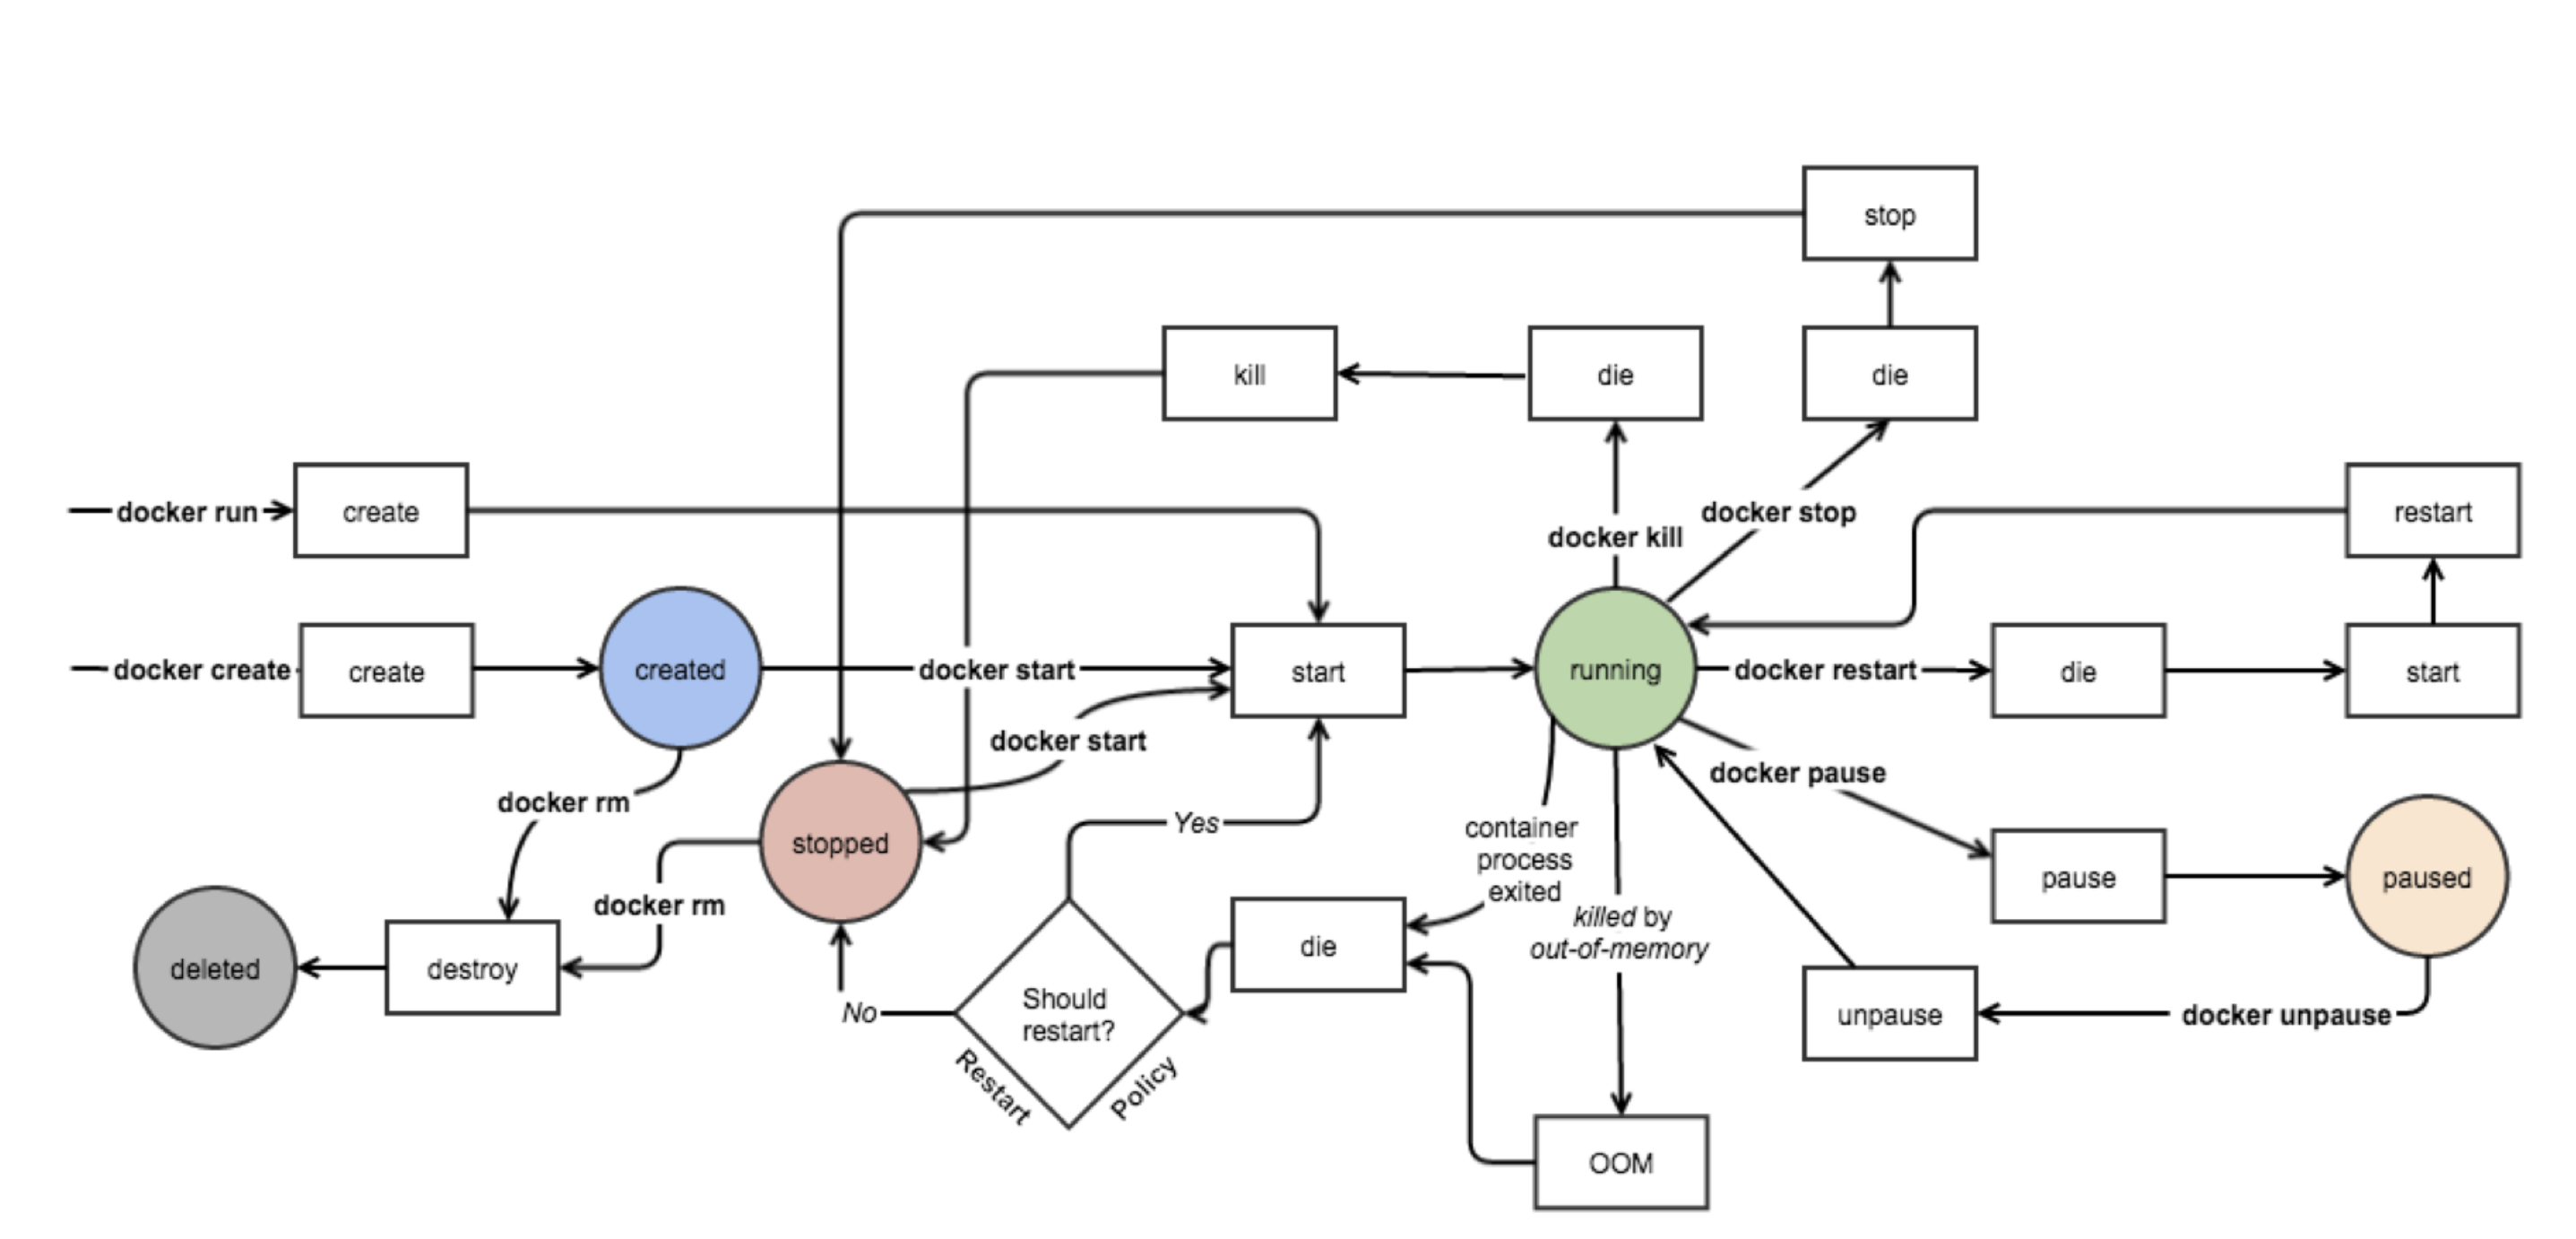 stop
kill
die
die
docker run
create
docker kill
docker stop
restart
docker create
create
created
docker start
start
running
docker restart
die
start
docker start
docker pause
docker rm
stopped
Yes
container
process
exited
pause
paused
docker rm
killed by
out-of-memory
deleted
destroy
die
No
Should
restart?
unpause
docker unpause
Restart
Policy
OOM